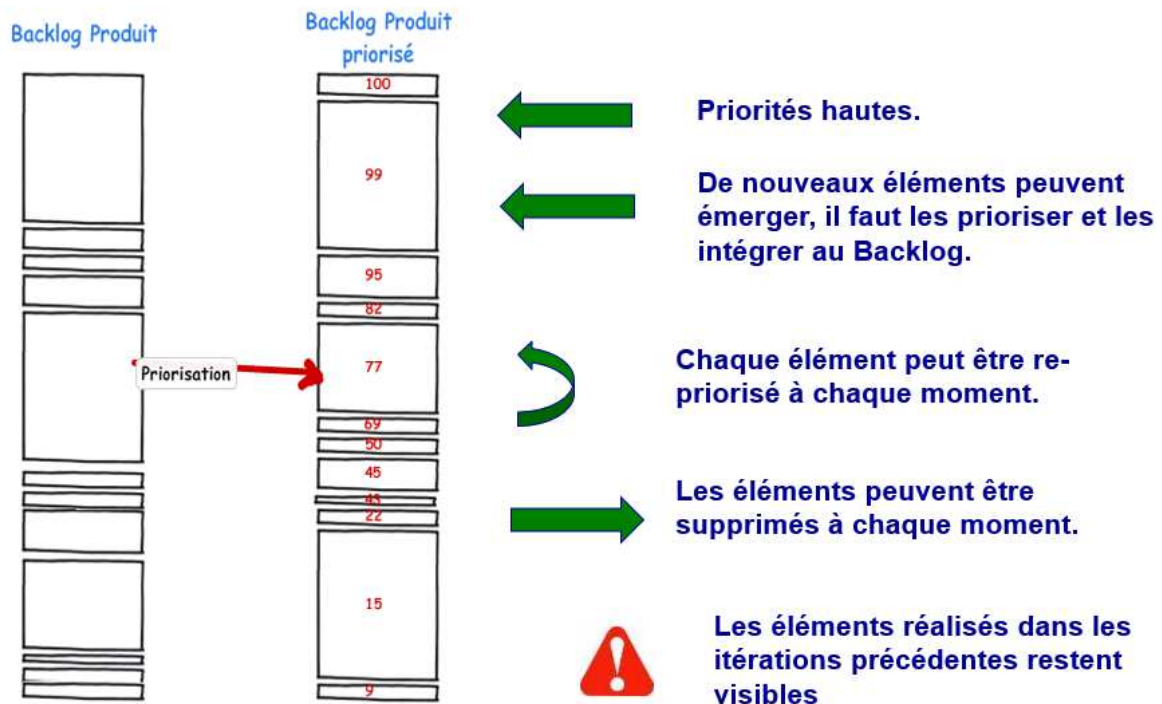 Backlog Produit
Backlog Produit
priorisé
100
99
95
82
77
69
50
45
43
22
15
9
Priorisation
Priorités hautes.
De nouveaux éléments peuvent
émerger, il faut les prioriser et les
intégrer au Backlog.
Chaque élément peut être re-
priorisé à chaque moment.
Les éléments peuvent être
supprimés à chaque moment.
Les éléments réalisés dans les
itérations précédentes restent
visibles